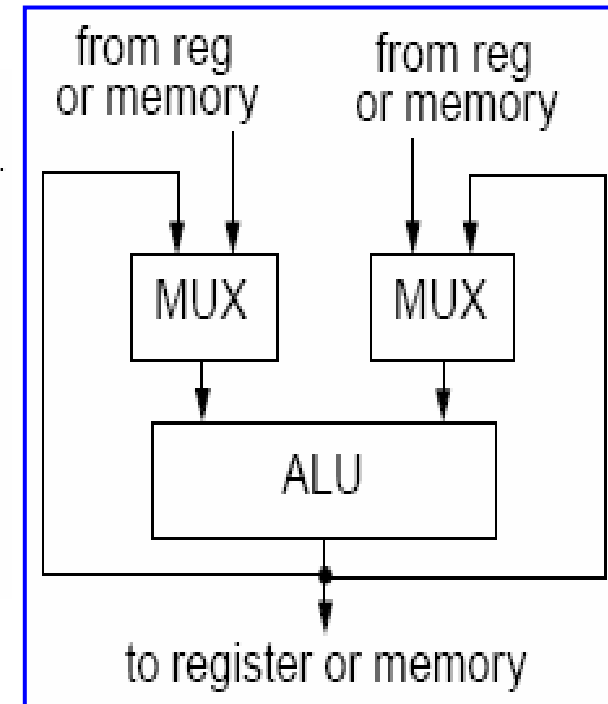 from reg
or memory
from reg
or memory
MUX
MUX
ALU
to register or memory